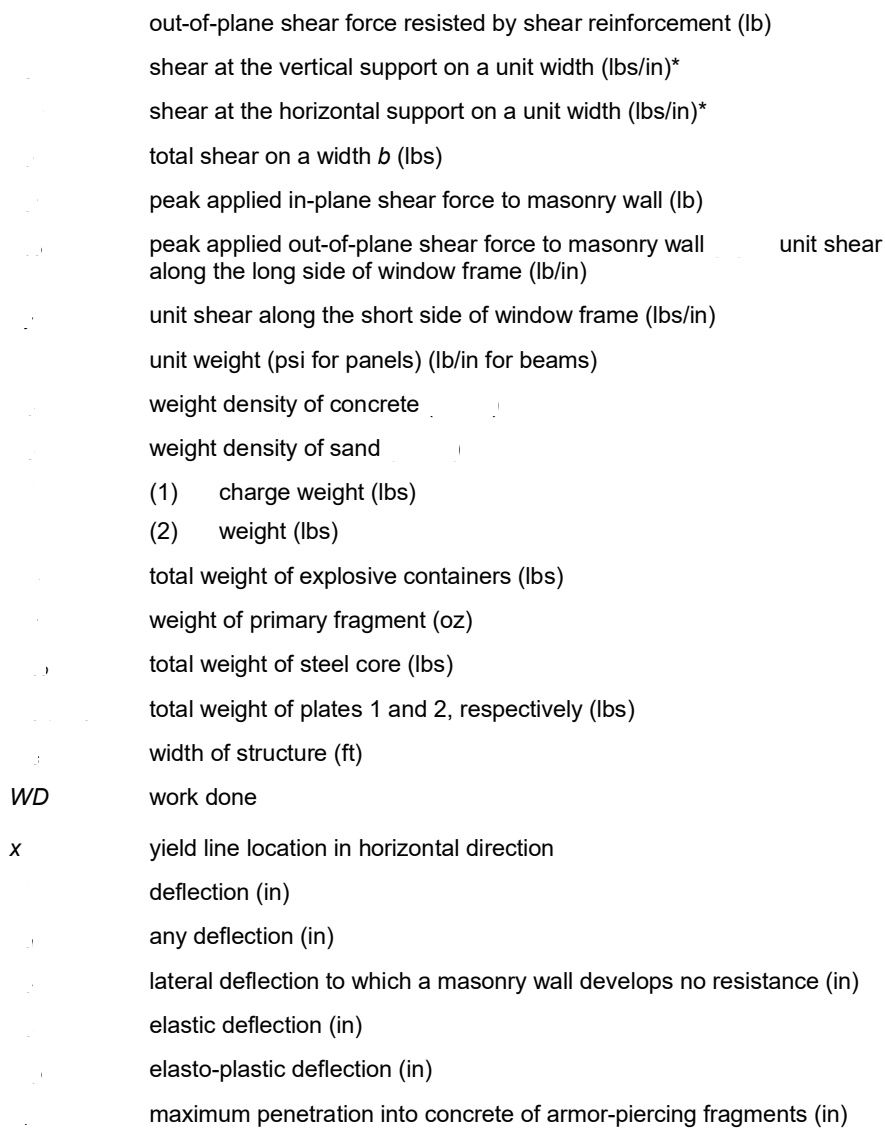 out-of-plane shear force resisted by shear reinforcement (lb)
shear at the vertical support on a unit width (lbs/in)*
shear at the horizontal support on a unit width (lbs/in)*
total shear on a width b (lbs)
peak applied in-plane shear force to masonry wall (lb)
peak applied out-of-plane shear force to masonry wall unit shear
along the long side of window frame (lb/in)
unit shear along the short side of window frame (lbs/in)
unit weight (psi for panels) (lb/in for beams)
weight density of concrete
weight density of sand
(1) charge weight (lbs)
(2) weight (lbs)
total weight of explosive containers (lbs)
weight of primary fragment (oz)
total weight of steel core (lbs)
total weight of plates 1 and 2, respectively (lbs)
width of structure (ft)
WD work done
x yield line location in horizontal direction
deflection (in)
any deflection (in)
lateral deflection to which a masonry wall develops no resistance (in)
elastic deflection (in)
elasto-plastic deflection (in)
maximum penetration into concrete of armor-piercing fragments (in)